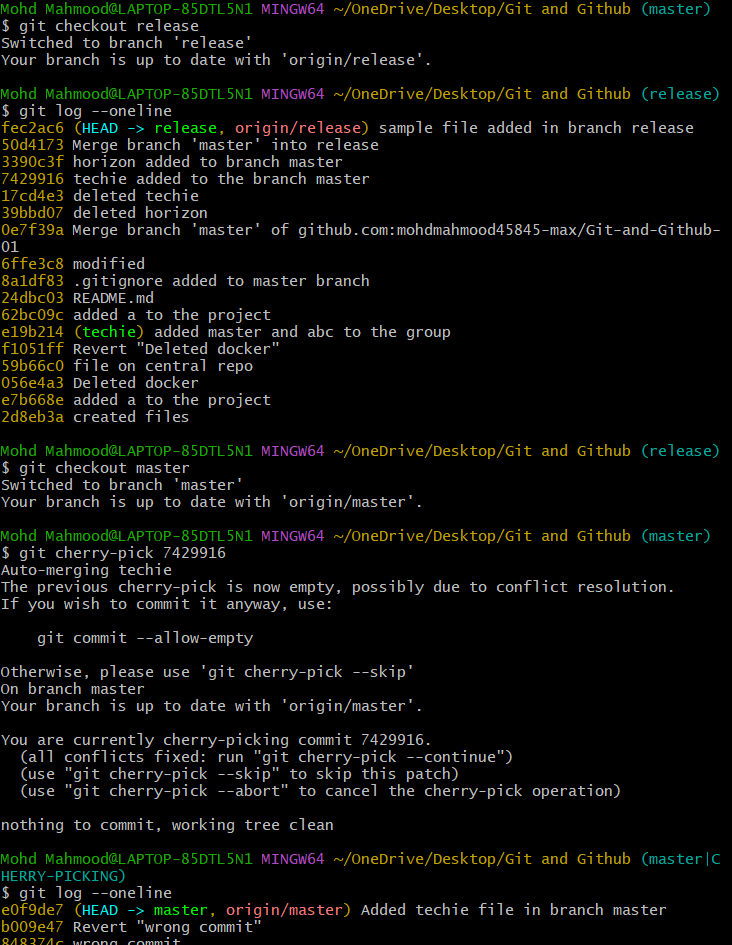 Mohd Mahmood@LAPTOP-85DTL5N1 MINGW64 ~/OneDrive/Desktop/Git and Github (master)
$ git checkout release
Switched to branch 'release'
Your branch is up to date with 'origin/release'.
Mohd Mahmood@LAPTOP-85DTL5N1 MINGW64 ~/OneDrive/Desktop/Git and Github (release)
$ git log --oneline
fec2ac6 (HEAD -> release, origin/release) sample file added in branch release
50d4173 Merge branch 'master' into release
3390c3f horizon added to branch master
7429916 techie added to the branch master
17cd4e3 deleted techie
39bbd07 deleted horizon
0e7f39a Merge branch 'master' of github.com:mohdmahmood45845-max/Git-and-Github-
01
6ffe3c8 modified
8a1df83 .gitignore added to master branch
24dbc03 README.md
62bc09c added a to the project
e19b214 (techie) added master and abc to the group
f1051ff Revert "Deleted docker"
59b66c0 file on central repo
056e4a3 Deleted docker
e7b668e added a to the project
2d8eb3a created files
Mohd Mahmood@LAPTOP-85DTL5N1 MINGW64 ~/OneDrive/Desktop/Git and Github (release)
$ git checkout master
Switched to branch 'master'
Your branch is up to date with 'origin/master'.
Mohd Mahmood@LAPTOP-85DTL5N1 MINGW64 ~/OneDrive/Desktop/Git and Github (master)
$ git cherry-pick 7429916
Auto-merging techie
The previous cherry-pick is now empty, possibly due to conflict resolution.
If you wish to commit it anyway, use:
git commit --allow-empty
Otherwise, please use 'git cherry-pick --skip'
On branch master
Your branch is up to date with 'origin/master'.
You are currently cherry-picking commit 7429916.
(all conflicts fixed: run "git cherry-pick --continue")
(use "git cherry-pick --skip" to skip this patch)
(use "git cherry-pick --abort" to cancel the cherry-pick operation)
nothing to commit, working tree clean
Mohd Mahmood@LAPTOP-85DTL5N1 MINGW64 ~/OneDrive/Desktop/Git and Github (master|C
HERRY-PICKING)
$ git log --oneline
e0f9de7 (HEAD -> master, origin/master) Added techie file in branch master
b009e47 Revert "wrong commit"
848374c wrong commit